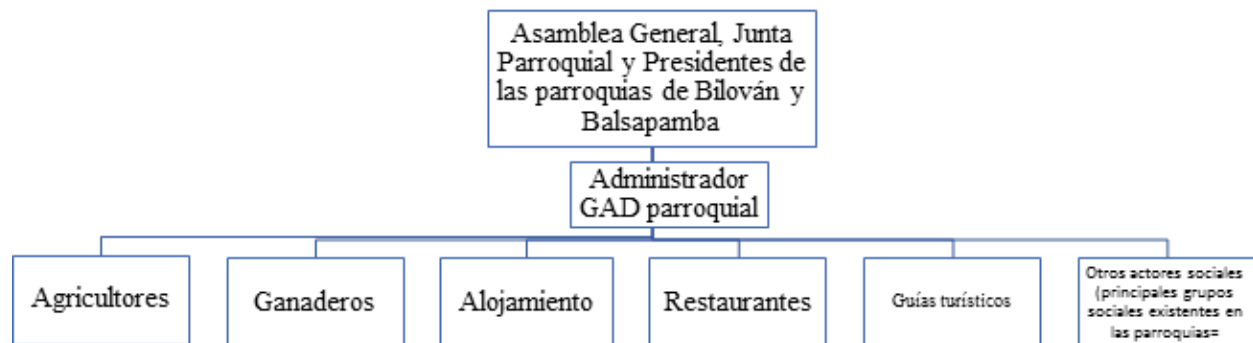 Asamblea General, Junta
Parroquial y Presidentes de
las parroquias de Bilován y
Balsapamba
Administrador
GAD parroquial
Agricultores
Ganaderos
Alojamiento
Restaurantes
Guías turísticos
Otros actores sociales
(principales grupos
sociales existentes en
las parroquias=